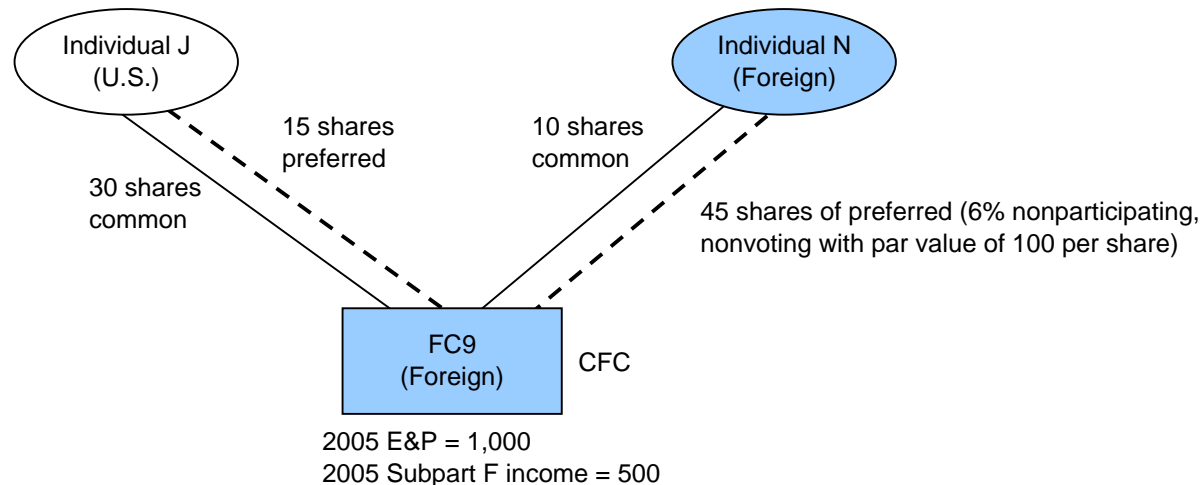 Individual J
(U.S.)
Individual N
(Foreign)
15 shares
preferred
10 shares
common
30 shares
common
45 shares of preferred (6% nonparticipating,
nonvoting with par value of 100 per share)
FC9
(Foreign)
CFC
2005 E&P = 1,000
2005 Subpart F income = 500